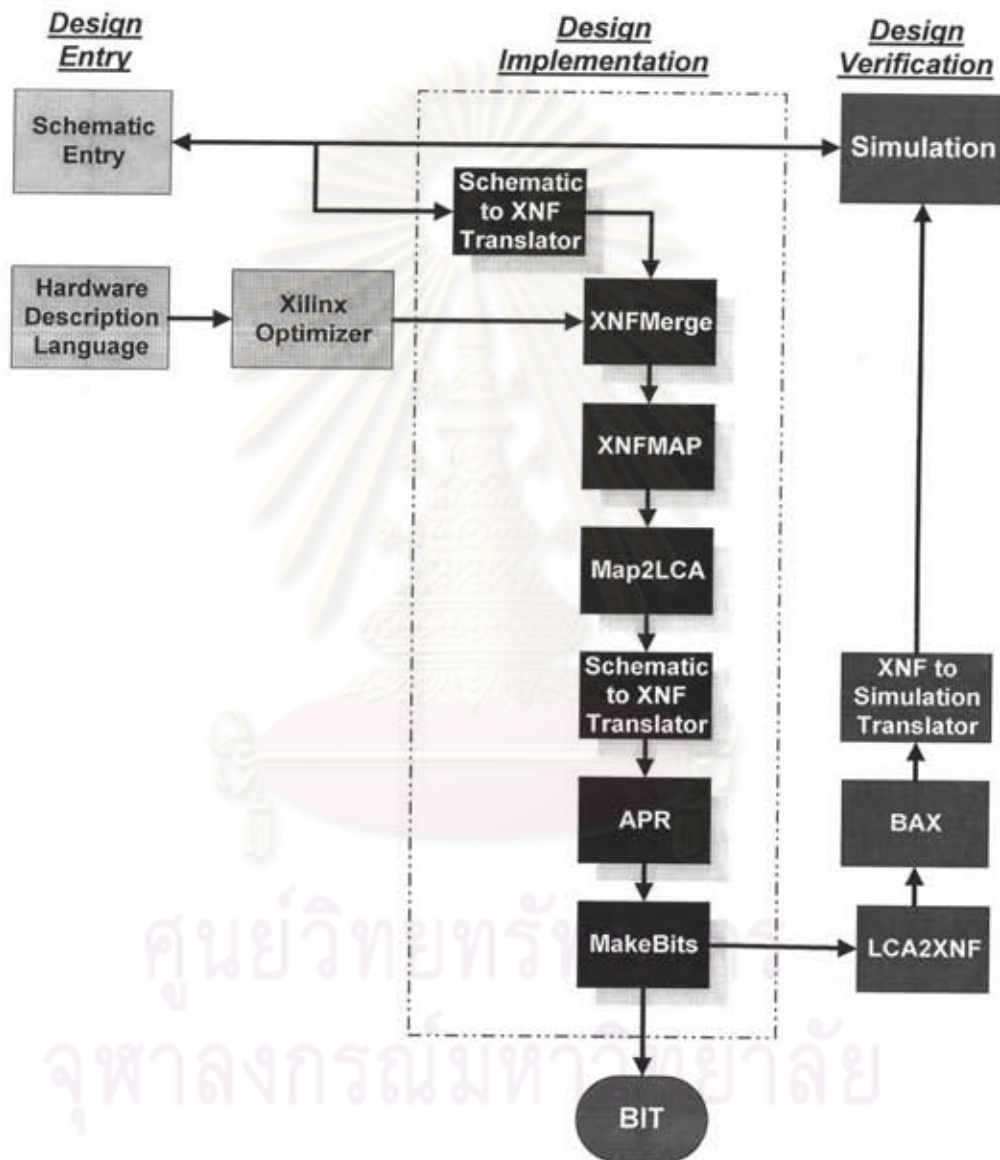 Design
Entry
Design
Implementation
Design
Verification
Schematic
Entry
Simulation
Schematic
to XNF
Translator
Hardware
Description
Language
Xilinx
Optimizer
XNFMerge
XNFMAP
Map2LCA
Schematic
to XNF
Translator
XNF to
Simulation
Translator
APR
BAX
MakeBits
LCA2XNF
BIT
ศูนย์วิทยทรัพยากร
จุฬาลงกรณ์มหาวิทยาลัย